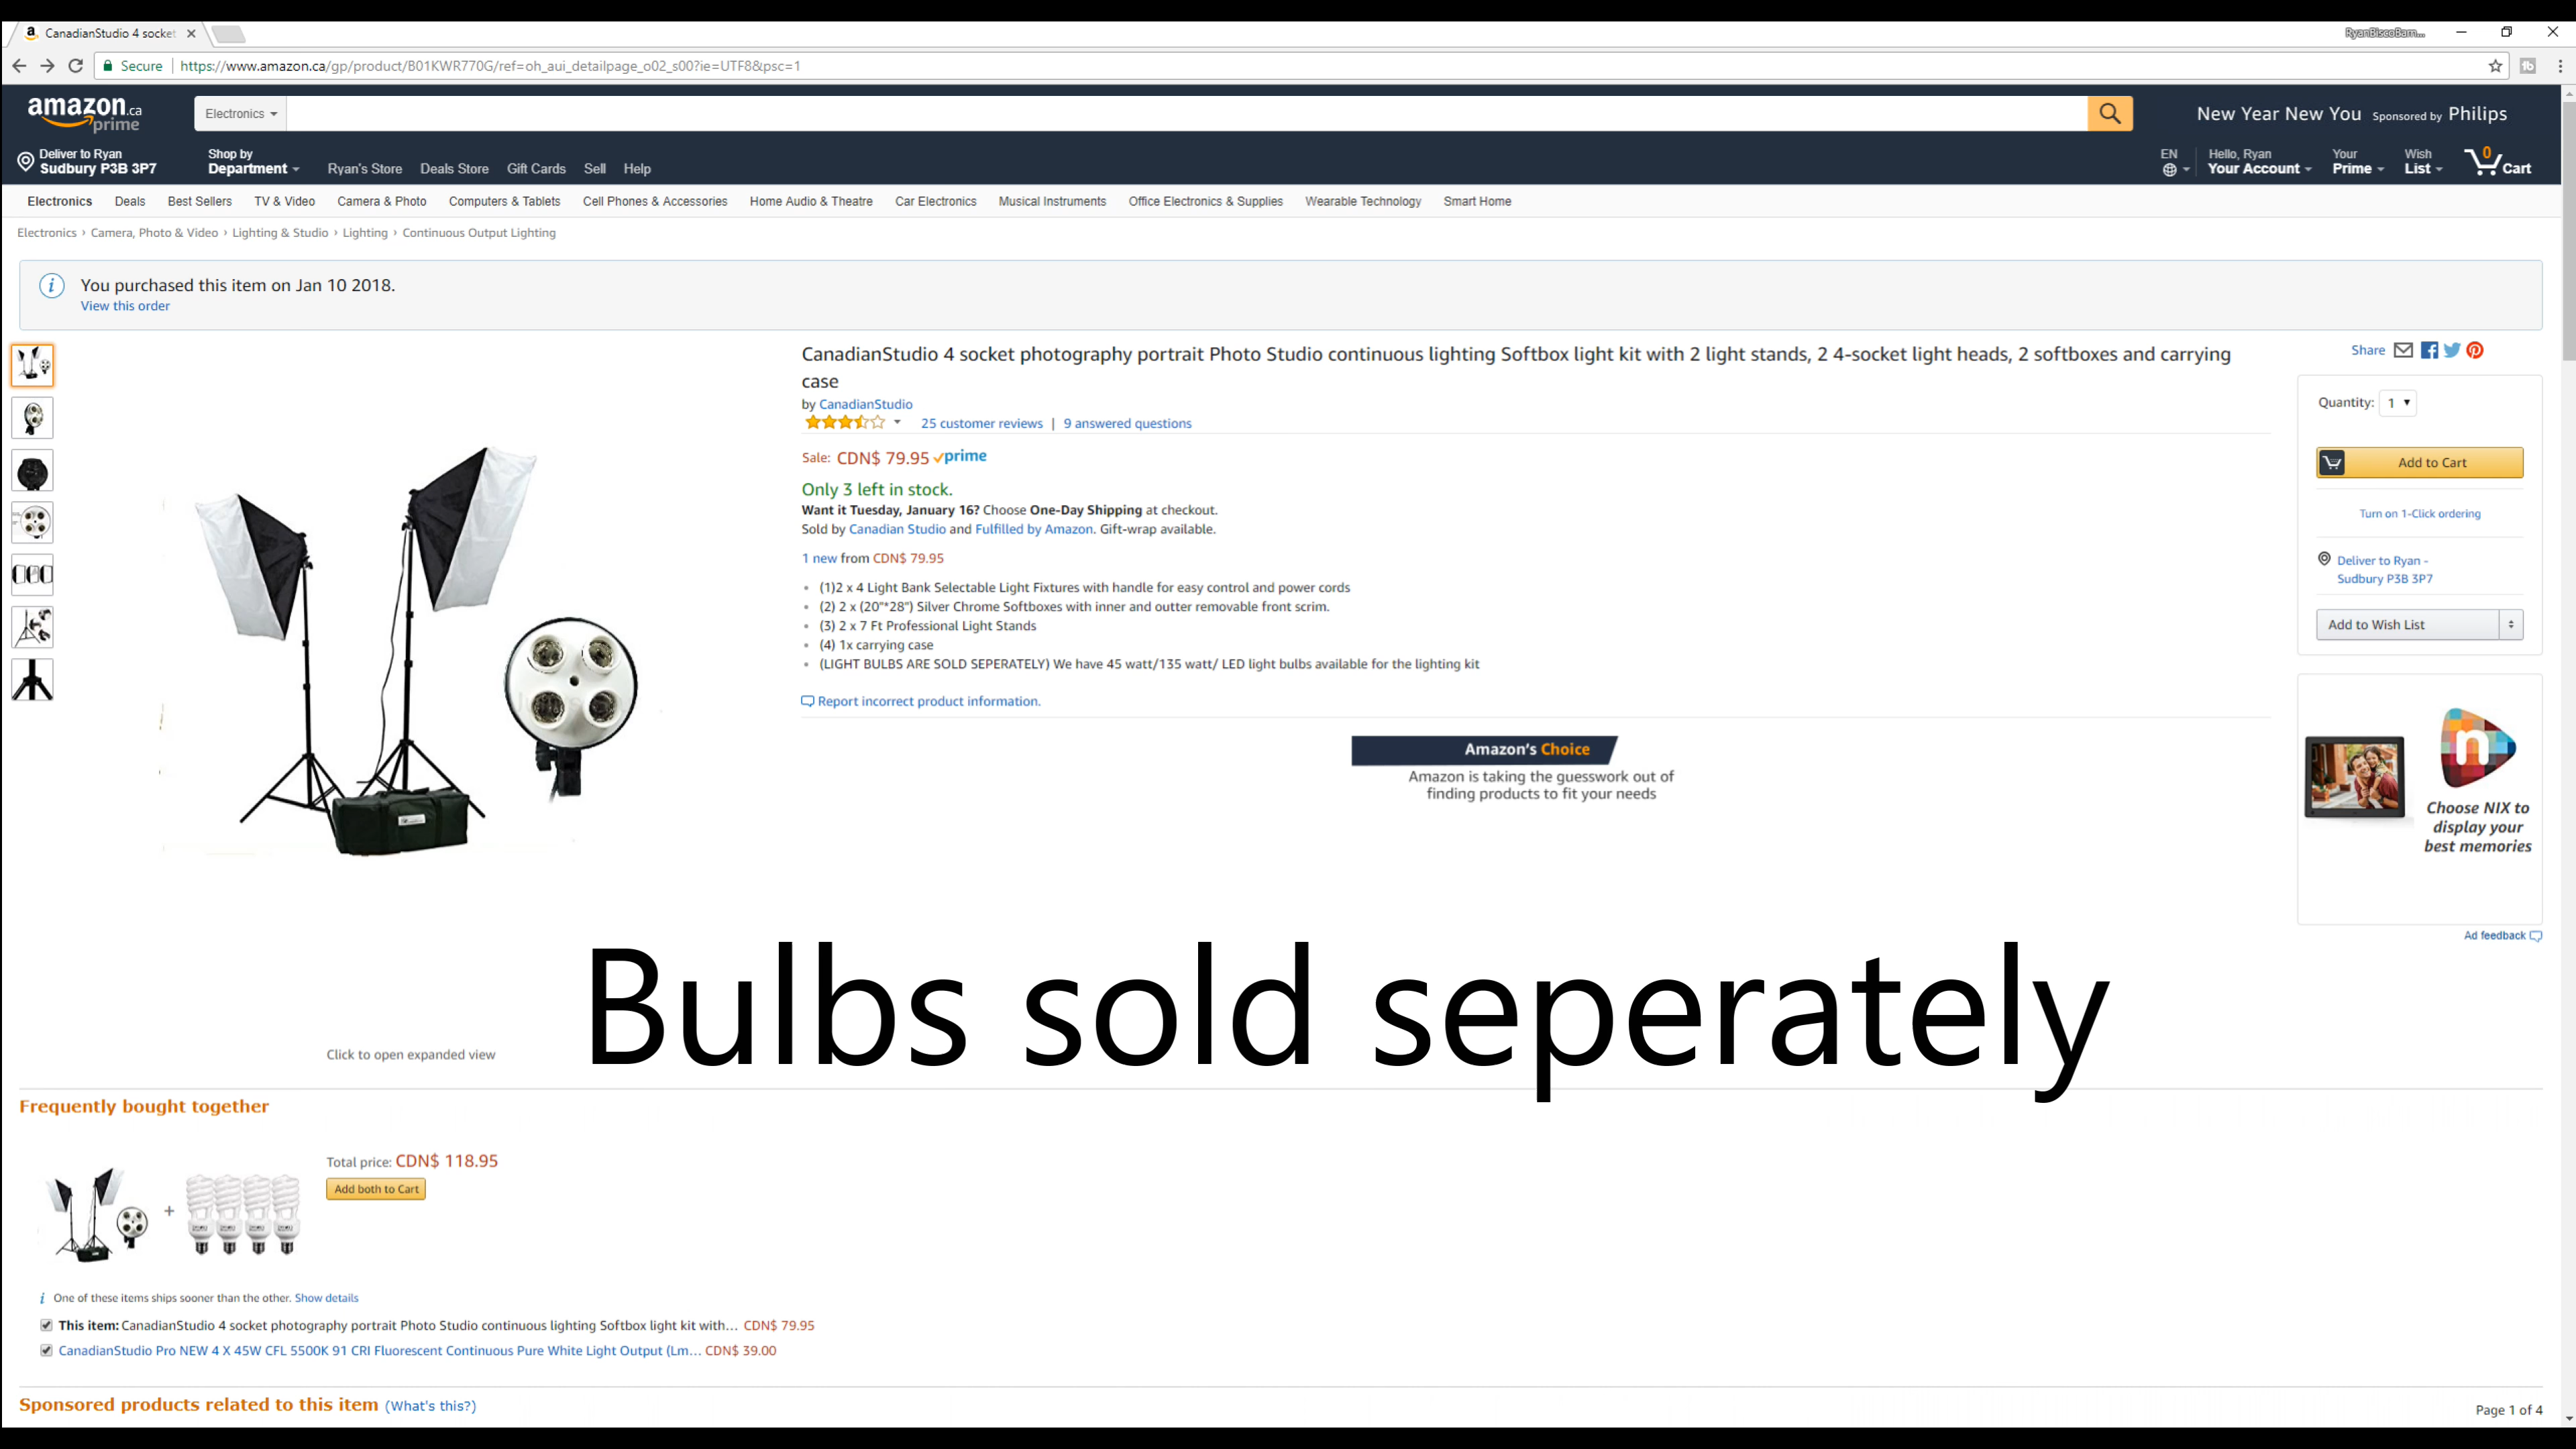 CanadianStudio 4 socket
Secure https://www.amazon.ca/gp/product/B01KWR770G/ref=oh_aui_detailpage_o02_s00?ie=UTF8&psc=1
amazon.ca
prime
Electronics
New Year New You Sponsored by Philips
Deliver to Ryan
Sudbury P3B 3P7
Shop by
Department
Ryan's Store Deals Store Gift Cards Sell Help
EN
Hello, Ryan
Your Account
Your
Prime
Wish
List
0
Cart
Electronics Deals Best Sellers TV & Video Camera & Photo Computers & Tablets Cell Phones & Accessories Home Audio & Theatre Car Electronics Musical Instruments Office Electronics & Supplies Wearable Technology Smart Home
Electronics › Camera, Photo & Video › Lighting & Studio › Lighting › Continuous Output Lighting
You purchased this item on Jan 10 2018.
View this order
CanadianStudio 4 socket photography portrait Photo Studio continuous lighting Softbox light kit with 2 light stands, 2 4-socket light heads, 2 softboxes and carrying
case
by CanadianStudio
25 customer reviews | 9 answered questions
Sale: CDN$ 79.95 prime
Only 3 left in stock.
Want it Tuesday, January 16? Choose One-Day Shipping at checkout.
Sold by Canadian Studio and Fulfilled by Amazon. Gift-wrap available.
1 new from CDN$ 79.95
(1)2 x 4 Light Bank Selectable Light Fixtures with handle for easy control and power cords
(2) 2 x (20"*28") Silver Chrome Softboxes with inner and outter removable front scrim.
(3) 2 x 7 Ft Professional Light Stands
(4) 1x carrying case
(LIGHT BULBS ARE SOLD SEPERATELY) We have 45 watt/135 watt/ LED light bulbs available for the lighting kit
Report incorrect product information.
Amazon's Choice
Amazon is taking the guesswork out of
finding products to fit your needs
Share
Quantity: 1
Add to Cart
Turn on 1-Click ordering
Deliver to Ryan -
Sudbury P3B 3P7
Add to Wish List
n
Choose NIX to
display your
best memories
Ad feedback
Bulbs sold seperately
Click to open expanded view
Frequently bought together
Total price: CDN$ 118.95
Add both to Cart
+
i One of these items ships sooner than the other. Show details
This item: CanadianStudio 4 socket photography portrait Photo Studio continuous lighting Softbox light kit with… CDN$ 79.95
CanadianStudio Pro NEW 4 X 45W CFL 5500K 91 CRI Fluorescent Continuous Pure White Light Output (Lm… CDN$ 39.00
Sponsored products related to this item (What's this?)
Page 1 of 4